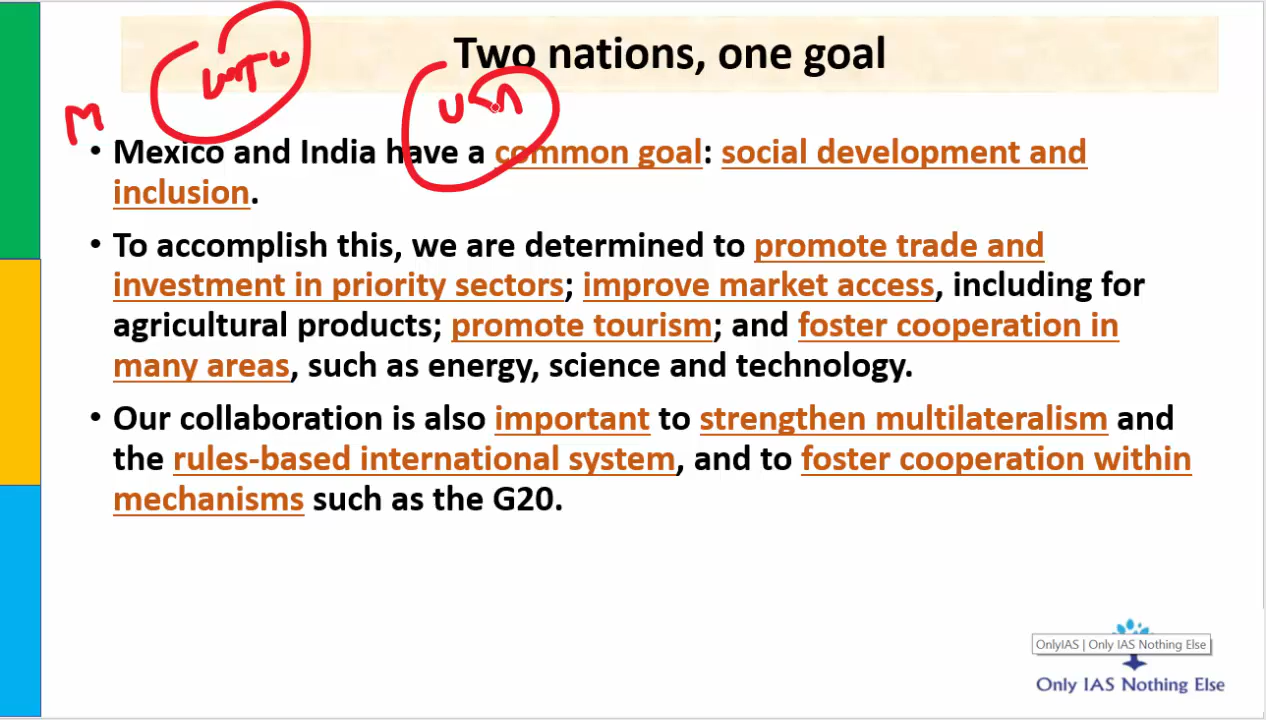 Two nations, one goal
M
• Mexico and India have a common goal: social development and
inclusion.
• To accomplish this, we are determined to promote trade and
investment in priority sectors; improve market access, including for
agricultural products; promote tourism; and foster cooperation in
many areas, such as energy, science and technology.
• Our collaboration is also important to strengthen multilateralism and
the rules-based international system, and to foster cooperation within
mechanisms such as the G20.
OnlyIAS | Only IAS Nothing Else
Only IAS Nothing Else